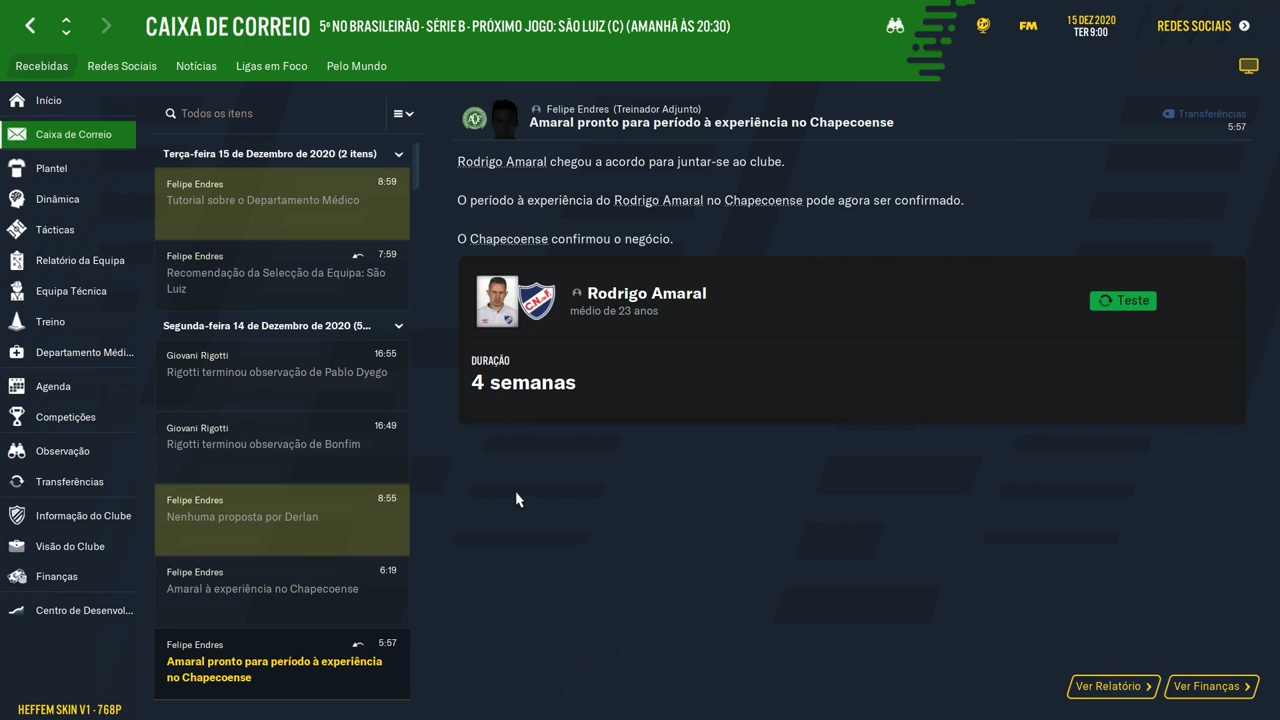 CAIXA DE CORREIO
5º NO BRASILEIRÃO - SÉRIE B - PRÓXIMO JOGO: SÃO LUIZ (C) (AMANHÃ ÀS 20:30)
FM
15 DEZ 2020
TER 9:00
REDES SOCIAIS
Recebidas
Redes Sociais
Notícias
Ligas em Foco
Pelo Mundo
Início
Caixa de Correio
Plantel
Dinâmica
Tácticas
Relatório da Equipa
Equipa Técnica
Treino
Departamento Médi...
Agenda
Competições
Observação
Transferências
Informação do Clube
Visão do Clube
Finanças
Centro de Desenvol...
HEFFEM SKIN V1 - 768P
Todos os itens
Terça-feira 15 de Dezembro de 2020 (2 itens)
Felipe Endres 8:59
Tutorial sobre o Departamento Médico
Felipe Endres 7:59
Recomendação da Selecção da Equipa: São
Luiz
Segunda-feira 14 de Dezembro de 2020 (5...
Giovani Rigotti 16:55
Rigotti terminou observação de Pablo Dyego
Giovani Rigotti 16:49
Rigotti terminou observação de Bonfim
Felipe Endres 8:55
Nenhuma proposta por Derlan
Felipe Endres 6:19
Amaral à experiência no Chapecoense
Felipe Endres 5:57
Amaral pronto para período à experiência
no Chapecoense
Felipe Endres (Treinador Adjunto)
Amaral pronto para período à experiência no Chapecoense
Transferências
5:57
Rodrigo Amaral chegou a acordo para juntar-se ao clube.
O período à experiência do Rodrigo Amaral no Chapecoense pode agora ser confirmado.
O Chapecoense confirmou o negócio.
Rodrigo Amaral
médio de 23 anos
Teste
DURAÇÃO
4 semanas
Ver Relatório
Ver Finanças